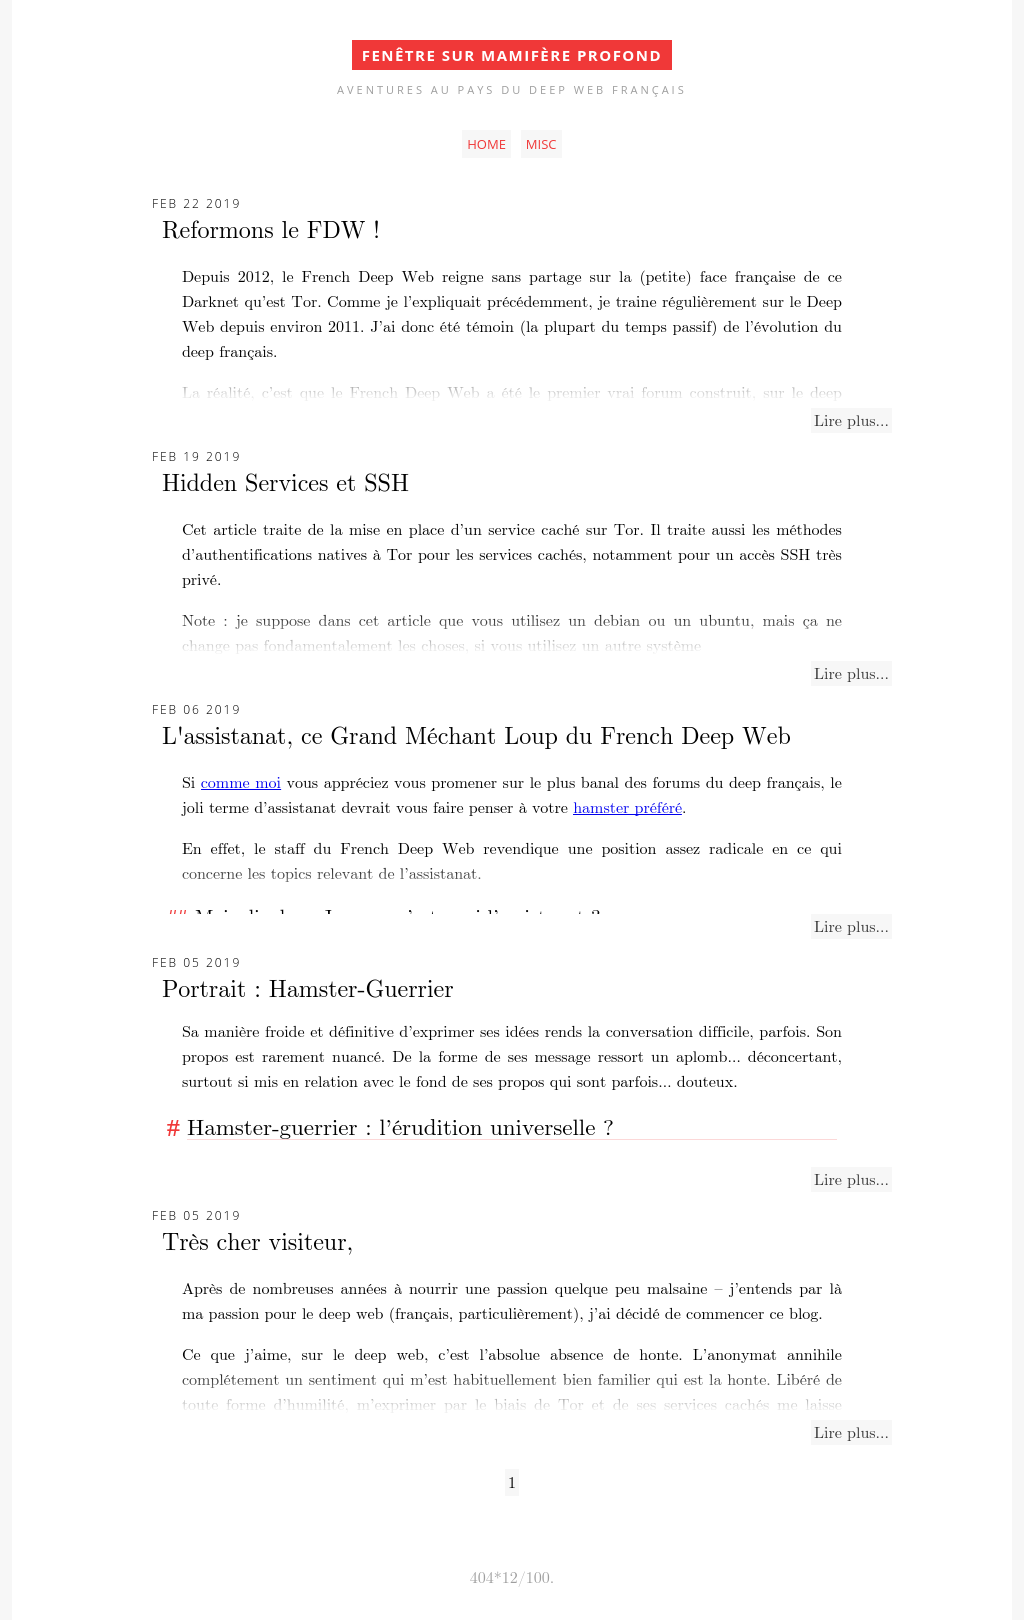 FENÊTRE SUR MAMIFÈRE PROFOND
AVENTURES AU PAYS DU DEEP WEB FRANÇAIS
HOME MISC
FEB 22 2019
Reformons le FDW !
Depuis 2012, le French Deep Web reigne sans partage sur la (petite) face française de ce
Darknet qu'est Tor. Comme je l'expliquait précédemment, je traine régulièrement sur le Deep
Web depuis environ 2011. J'ai donc été témoin (la plupart du temps passif) de l'évolution du
deep français.
La réalité, c'est que le French Deep Web a été le premier vrai forum construit, sur le deep
Lire plus...
FEB 19 2019
Hidden Services et SSH
Cet article traite de la mise en place d'un service caché sur Tor. Il traite aussi les méthodes
d'authentifications natives à Tor pour les services cachés, notamment pour un accès SSH très
privé.
Note : je suppose dans cet article que vous utilisez un debian ou un ubuntu, mais ça ne
change pas fondamentalement les choses, si vous utilisez un autre système
Lire plus...
FEB 06 2019
L'assistanat, ce Grand Méchant Loup du French Deep Web
Si comme moi vous appréciez vous promener sur le plus banal des forums du deep français, le
joli terme d'assistanat devrait vous faire penser à votre hamster préféré.
En effet, le staff du French Deep Web revendique une position assez radicale en ce qui
concerne les topics relevant de l'assistanat.
##
Lire plus...
FEB 05 2019
Portrait : Hamster-Guerrier
Sa manière froide et définitive d'exprimer ses idées rends la conversation difficile, parfois. Son
propos est rarement nuancé. De la forme de ses message ressort un aplomb... déconcertant,
surtout si mis en relation avec le fond de ses propos qui sont parfois... douteux.
# Hamster-guerrier : l'érudition universelle ?
Lire plus...
FEB 05 2019
Très cher visiteur,
Après de nombreuses années à nourrir une passion quelque peu malsaine – j'entends par là
ma passion pour le deep web (français, particulièrement), j'ai décidé de commencer ce blog.
Ce que j'aime, sur le deep web, c'est l'absolue absence de honte. L'anonymat annihile
complétement un sentiment qui m'est habituellement bien familier qui est la honte. Libéré de
toute forme d'humilité, m'exprimer par le biais de Tor et de ses services cachés me laisse
Lire plus...
1
404*12/100.